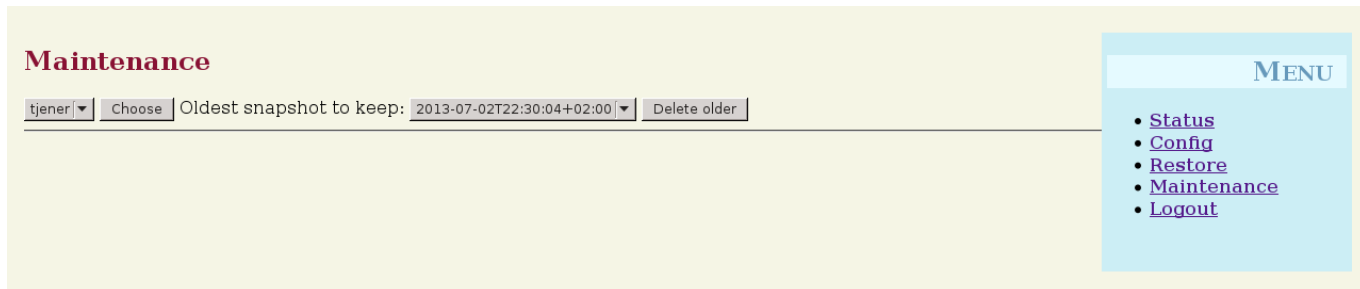 Maintenance
tjener Choose Oldest snapshot to keep: 2013-07-02T22:30:04+02:00 Delete older
MENU
Status
Config
Restore
Maintenance
Logout